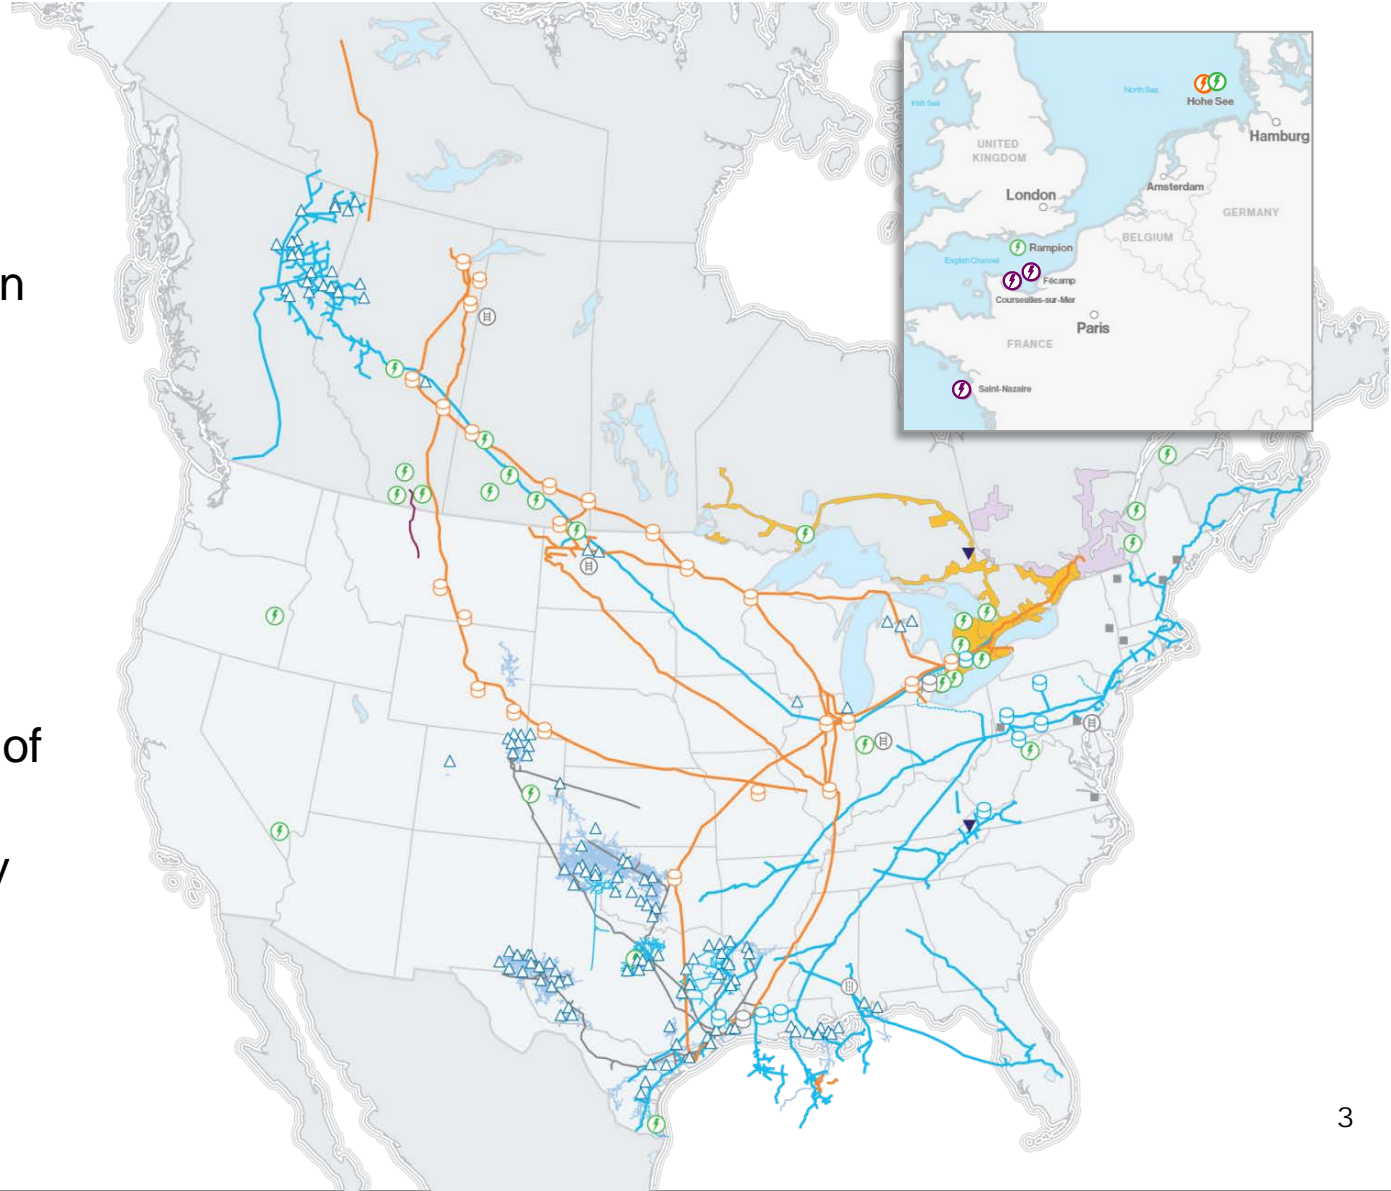 n
of
y
North Sea
Irish Sea
Hohe See
Hamburg
UNITED
KINGDOM
Amsterdam
London
GERMANY
BELGIUM
Rampion
English Channel
Fécamp
Courseulles-sur-Mer
Paris
FRANCE
Saint-Nazaire
3